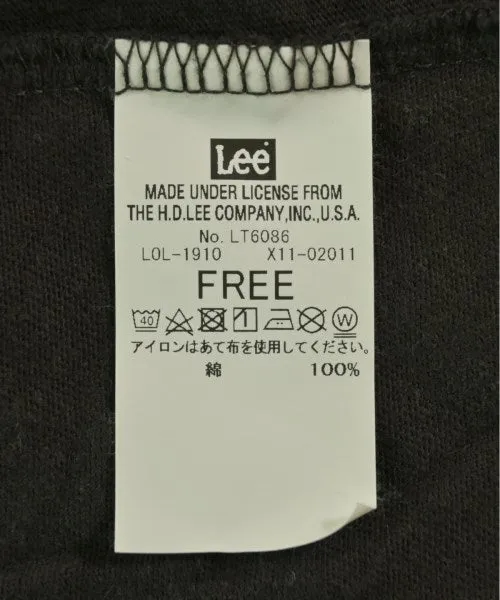 Lee
MADE UNDER LICENSE FROM
THE H.D.LEE COMPANY,INC.,U.S.A.
No. LT6086
LOL-1910 X11-02011
FREE
40 W
アイロンはあて布を使用してください。
綿 100%